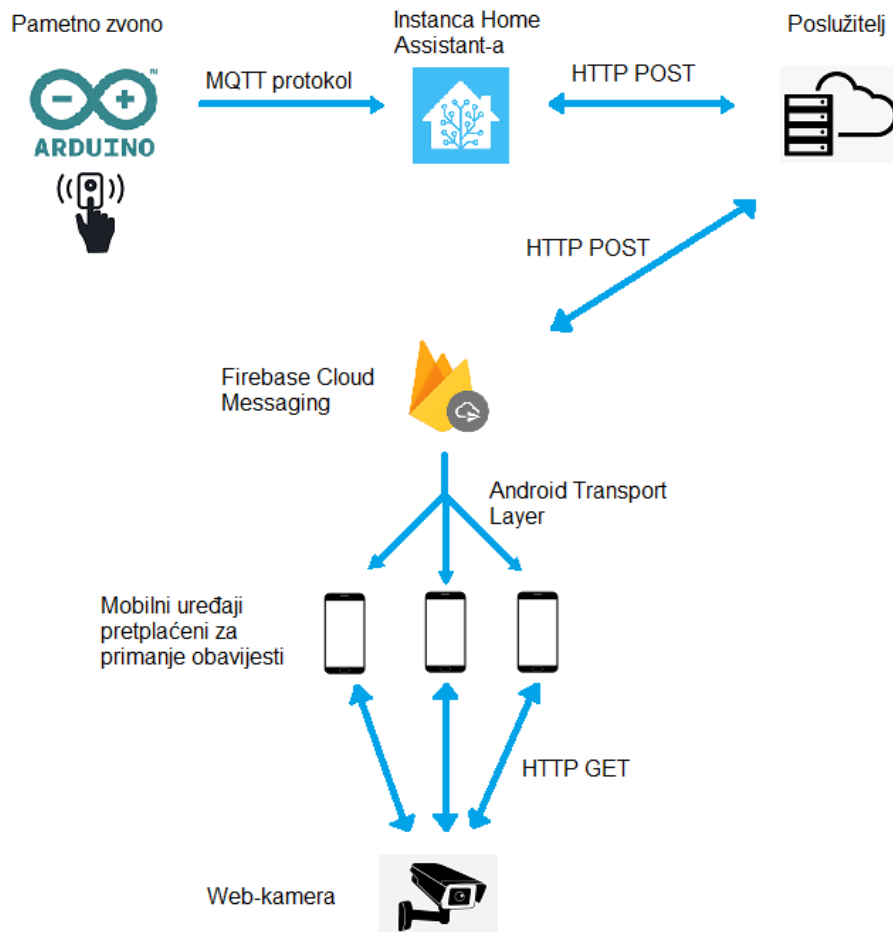 Pametno zvono
Instanca Home
Assistant-a
Poslužitelj
MQTT protokol
HTTP POST
ARDUINO
TM
HTTP POST
Firebase Cloud
Messaging
Android Transport
Layer
Mobilni uređaji
pretplaćeni za
primanje obavijesti
HTTP GET
Web-kamera